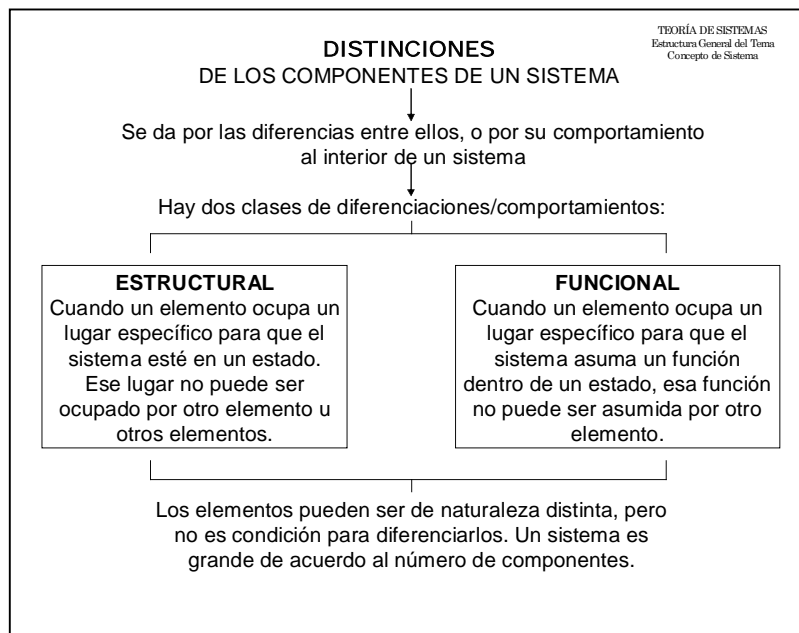 TEORÍA DE SISTEMAS
Estructura General del Tema
Concepto de Sistema
DISTINCIONES
DE LOS COMPONENTES DE UN SISTEMA
Se da por las diferencias entre ellos, o por su comportamiento
al interior de un sistema
Hay dos clases de diferenciaciones/comportamientos:
ESTRUCTURAL
Cuando un elemento ocupa un
lugar específico para que el
sistema esté en un estado.
Ese lugar no puede ser
ocupado por otro elemento u
otros elementos.
FUNCIONAL
Cuando un elemento ocupa un
lugar específico para que el
sistema asuma un función
dentro de un estado, esa función
no puede ser asumida por otro
elemento.
Los elementos pueden ser de naturaleza distinta, pero
no es condición para diferenciarlos. Un sistema es
grande de acuerdo al número de componentes.